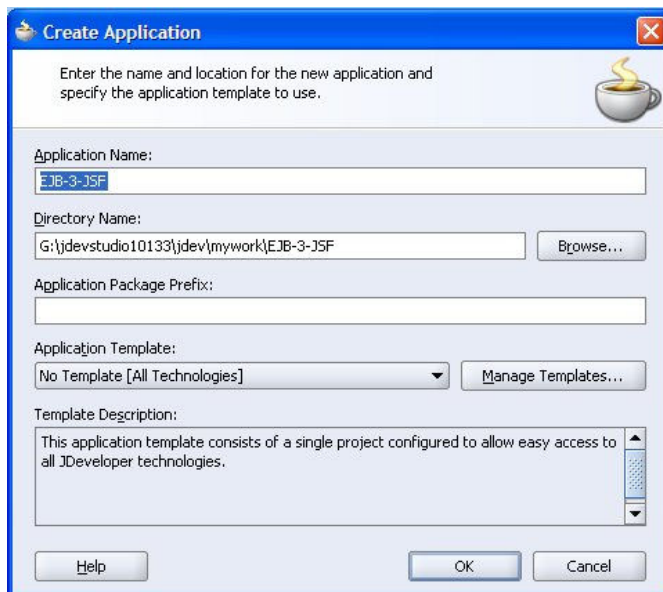 Create Application
Enter the name and location for the new application and
specify the application template to use.
Application Name:
EJB-3-JSF
Directory Name:
G:\jdevstudio10133\jdev\mywork\EJB-3-JSF
Browse...
Application Package Prefix:
Application Template:
No Template [All Technologies]
Manage Templates...
Template Description:
This application template consists of a single project configured to allow easy access to
all JDeveloper technologies.
Help
OK
Cancel